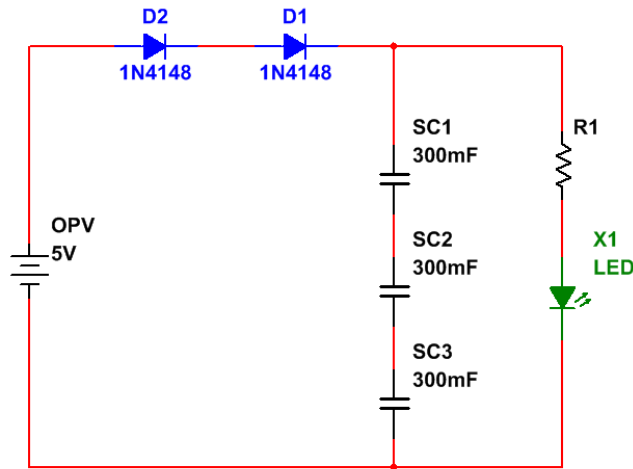 D2
1N4148
D1
1N4148
OPV
5V
SC1
300mF
SC2
300mF
SC3
300mF
R1
X1
LED